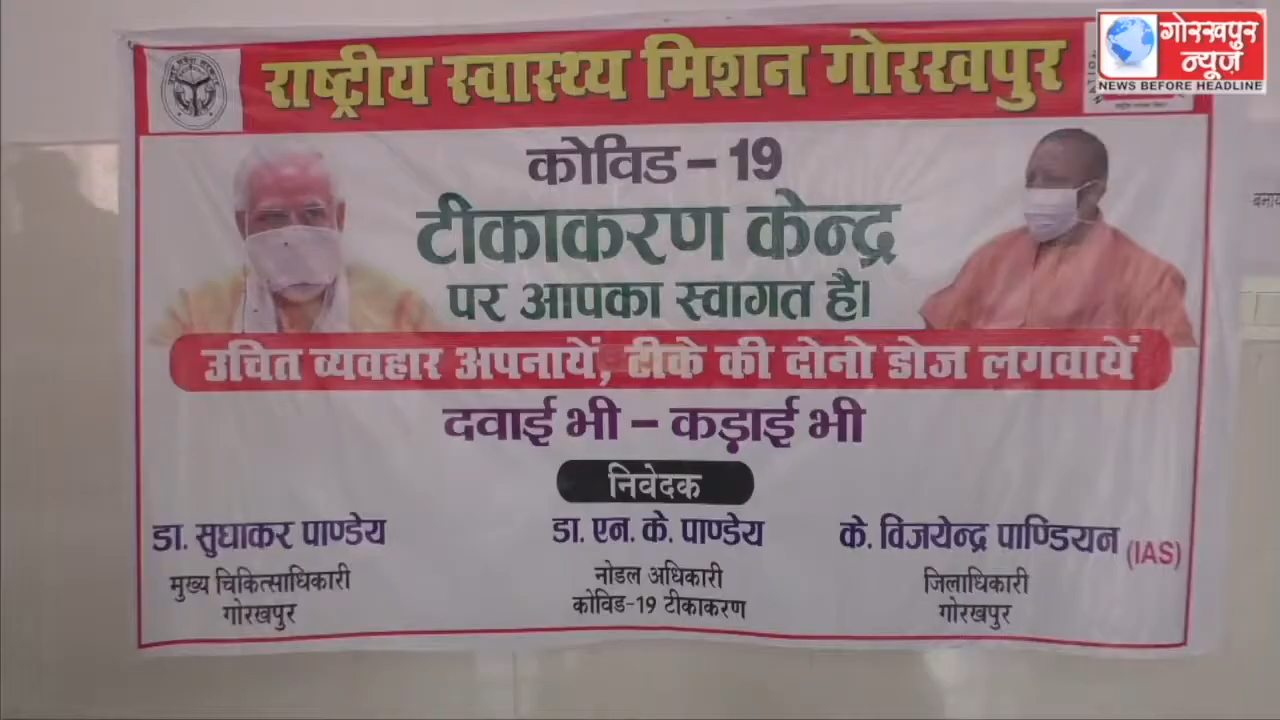 गोरखपुर
न्यूज़
NEWS BEFORE HEADLINE
राष्ट्रीय स्वास्थ्य मिशन गोरखपुर
कोविड – 19
टीकाकरण केन्द्र
पर आपका स्वागत है।
उचित व्यवहार अपनायें, टीके की दोनो डोज लगवायें
दवाई भी – कड़ाई भी
निवेदक
डा. सुधाकर पाण्डेय
मुख्य चिकित्साधिकारी
गोरखपुर
डा. एन. के. पाण्डेय
नोडल अधिकारी
कोविड-19 टीकाकरण
के. विजयेन्द्र पाण्डियन (IAS)
जिलाधिकारी
गोरखपुर